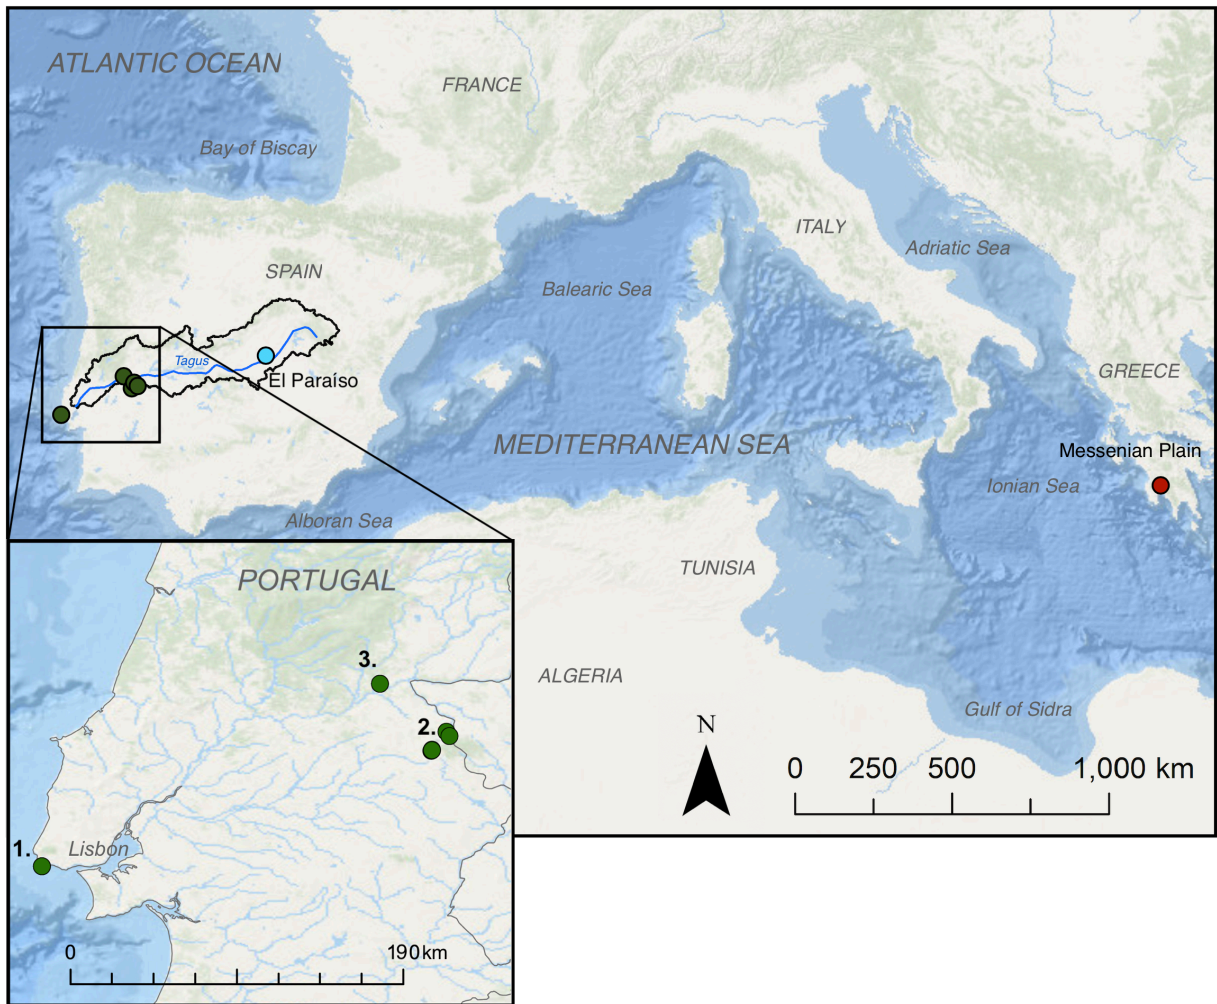 ATLANTIC OCEAN
FRANCE
Bay of Biscay
ITALY
Adriatic Sea
SPAIN
Balearic Sea
Tagus
El Paraíso
GREECE
MEDITERRANEAN SEA
Messenian Plain
Ionian Sea
Alboran Sea
TUNISIA
ALGERIA
Gulf of Sidra
N
0 250 500 1,000 km
PORTUGAL
3.
2.
1.
Lisbon
0 190km